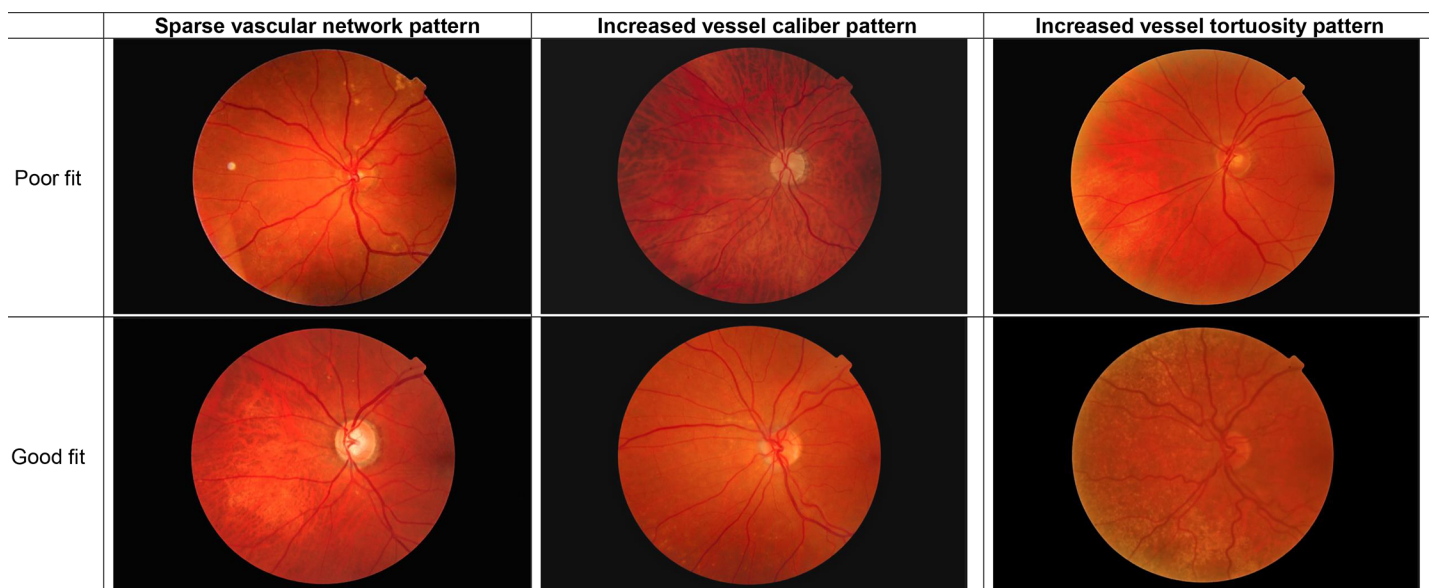 Sparse vascular network pattern
Increased vessel caliber pattern
Increased vessel tortuosity pattern
Poor fit
Good fit